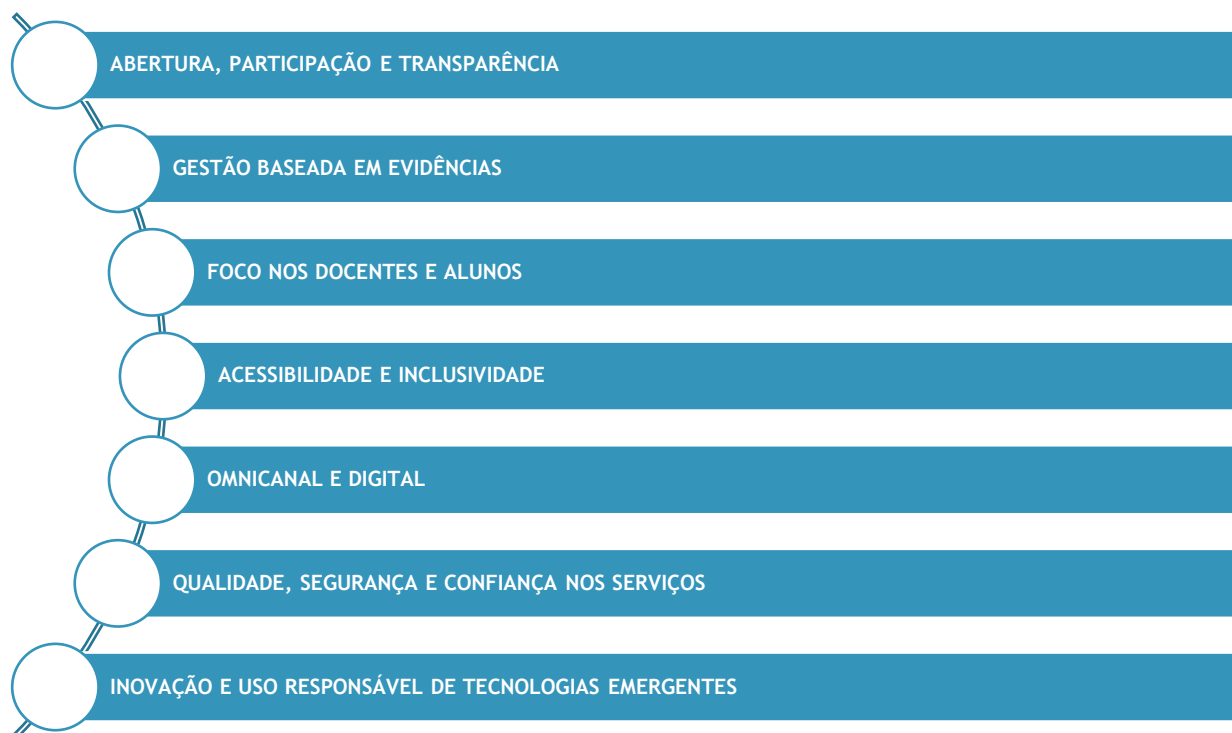 ABERTURA, PARTICIPAÇÃO E TRANSPARÊNCIA
GESTÃO BASEADA EM EVIDÊNCIAS
FOCO NOS DOCENTES E ALUNOS
ACESSIBILIDADE E INCLUSIVIDADE
OMNICANAL E DIGITAL
QUALIDADE, SEGURANÇA E CONFIANÇA NOS SERVIÇOS
INOVAÇÃO E USO RESPONSÁVEL DE TECNOLOGIAS EMERGENTES